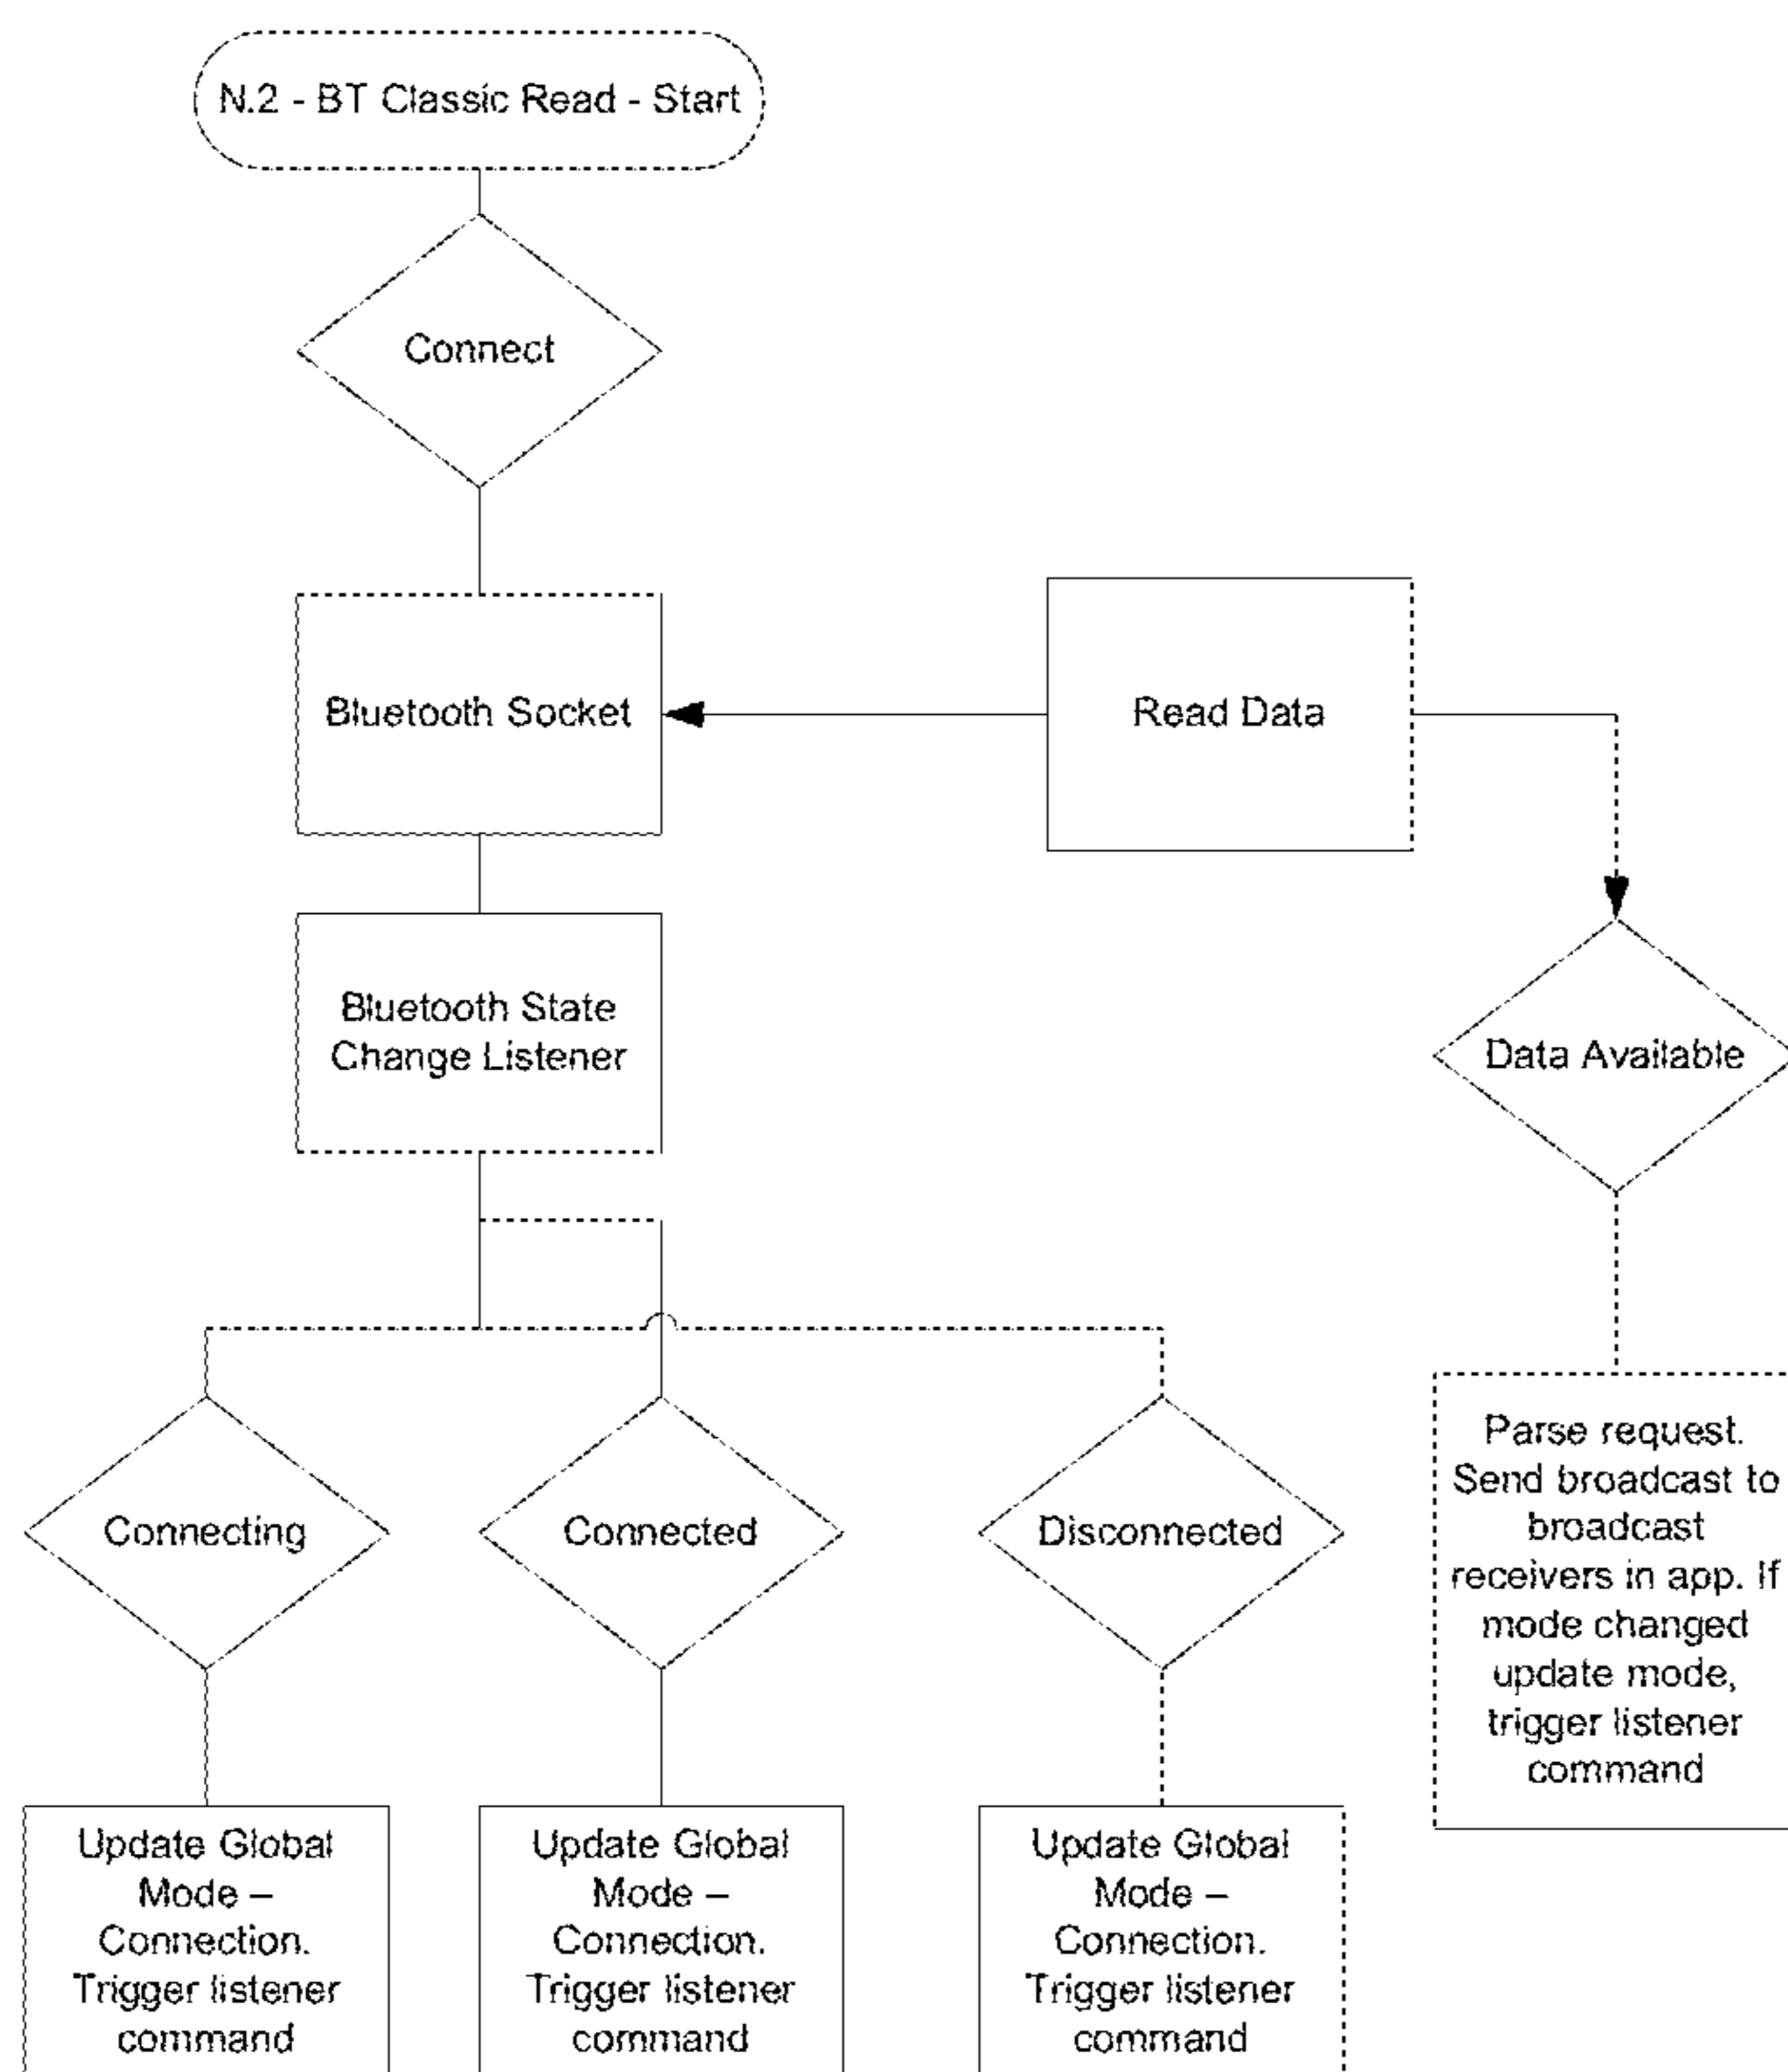 N.2 - BT Classic Read - Start
Connect
Bluetooth Socket
Read Data
Bluetooth State
Change Listener
Data Available
Connecting
Connected
Disconnected
Parse request.
Send broadcast to
broadcast
receivers in app. If
mode changed
update mode,
trigger listener
command
Update Global
Mode –
Connection.
Trigger listener
command
Update Global
Mode –
Connection.
Trigger listener
command
Update Global
Mode –
Connection.
Trigger listener
command